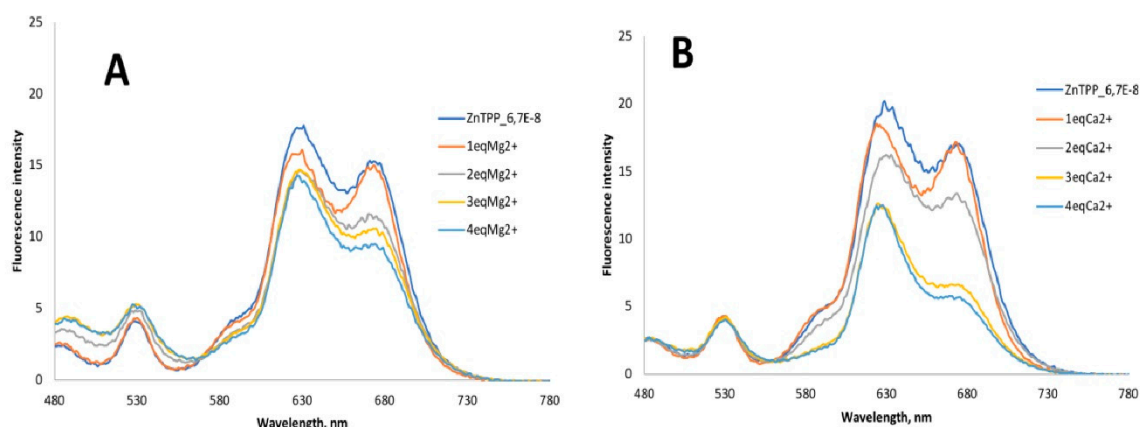 A
Fluorescence intensity
25
20
15
10
5
0
480 530 580 630 680 730 780
Wavelength, nm
ZnTPP_6,7E-8
1eqMg2+
2eqMg2+
3eqMg2+
4eqMg2+
B
Fluorescence intensity
25
20
15
10
5
0
480 530 580 630 680 730 780
Wavelength, nm
ZnTPP_6,7E-8
1eqCa2+
2eqCa2+
3eqCa2+
4eqCa2+